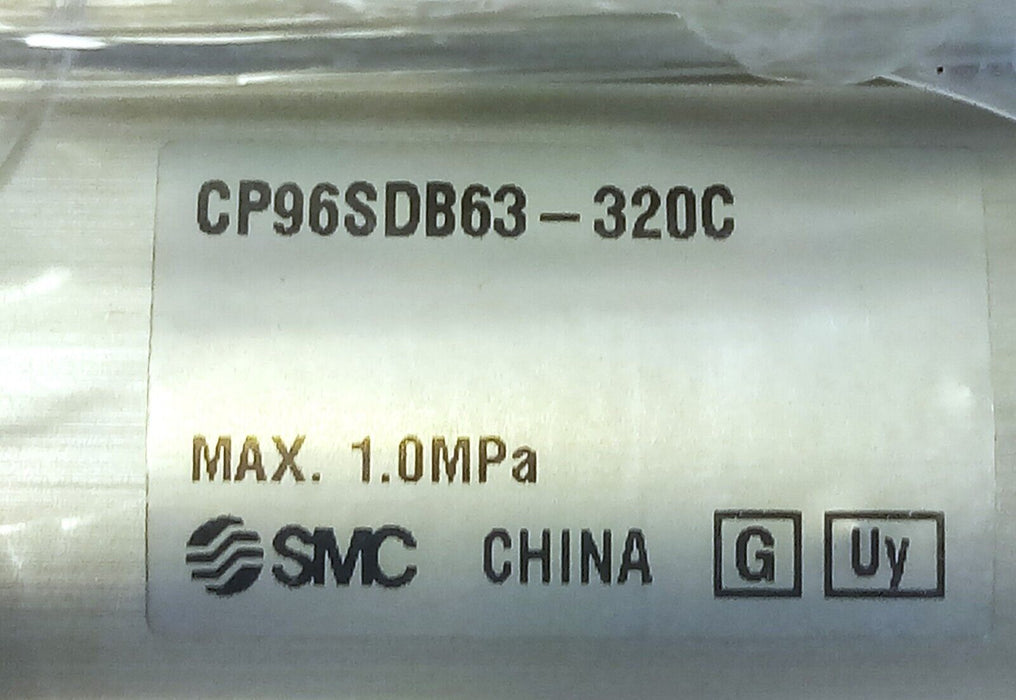 CP96SDB63-320C
MAX. 1.0MPa
SMC CHINA G Uy